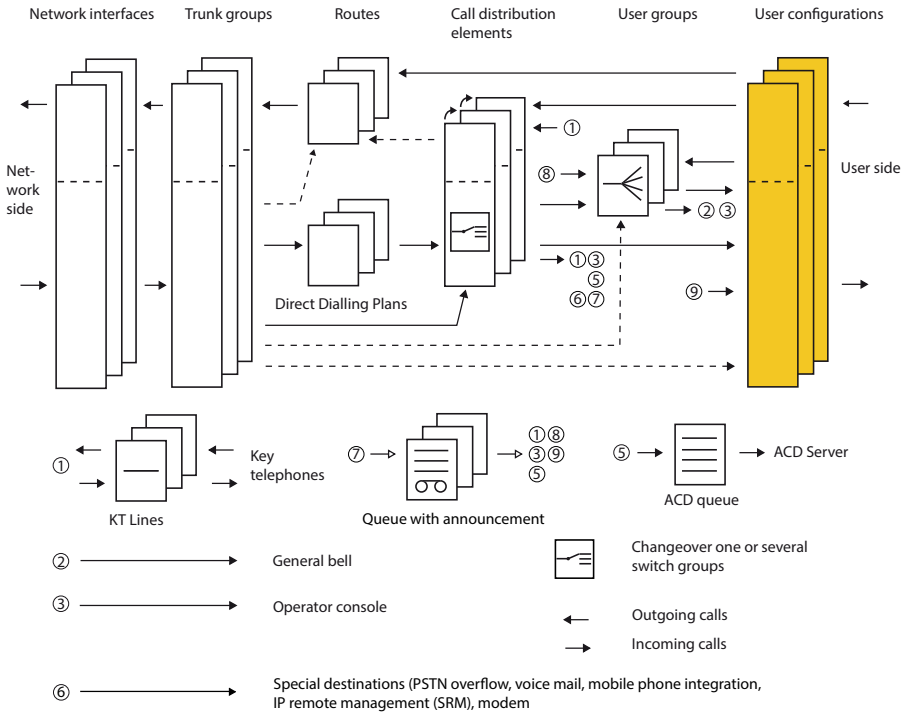 Network interfaces
Trunk groups
Routes
Call distribution
elements
User groups
User configurations
①
Net-
work
side
⑧
User side
② ③
① ③
⑤
⑥ ⑦
⑨
Direct Dialling Plans
①
Key
telephones
KT Lines
⑦
① ⑧
③ ⑨
⑤
Queue with announcement
⑤
ACD Server
ACD queue
② General bell
Changeover one or several
switch groups
③ Operator console
Outgoing calls
Incoming calls
⑥ Special destinations (PSTN overflow, voice mail, mobile phone integration,
IP remote management (SRM), modem